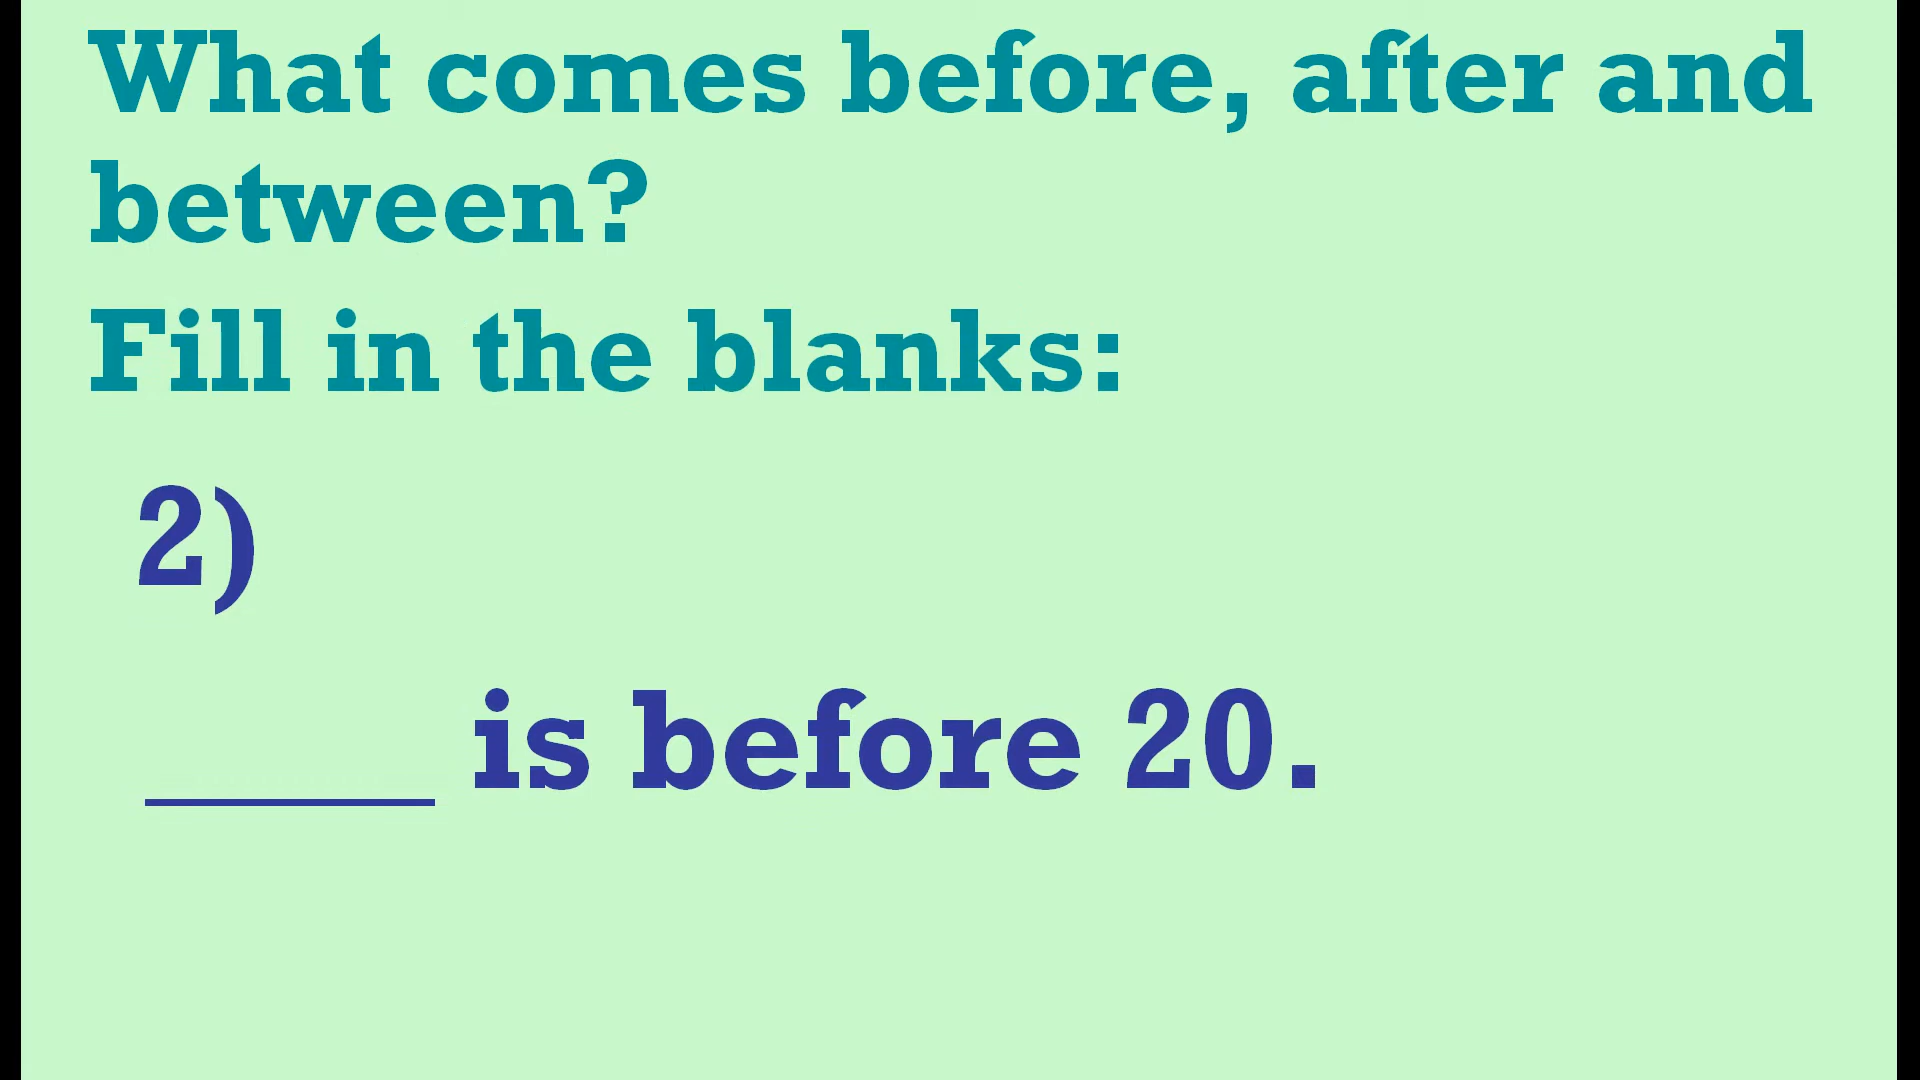 What comes before, after and
between?
Fill in the blanks:
2)
_____ is before 20.